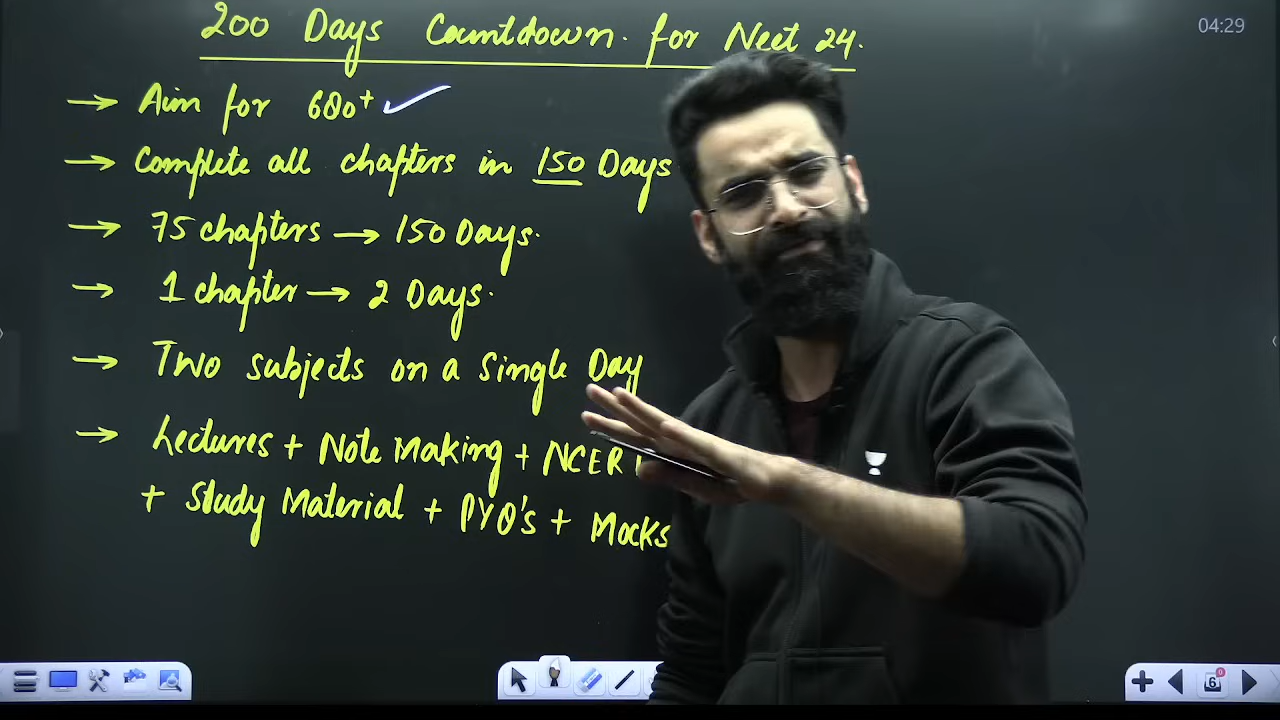 200 Days Countdown. for Neet 24.
04:29
→ Aim for 680+ ✓
→ Complete all chapters in 150 Days
→ 75 chapters → 150 Days.
→ 1 chapter → 2 Days.
→ Two subjects on a single Day
→ Lectures + Note Making + NCER
+ Study Material + PYQ's + Mocks
6